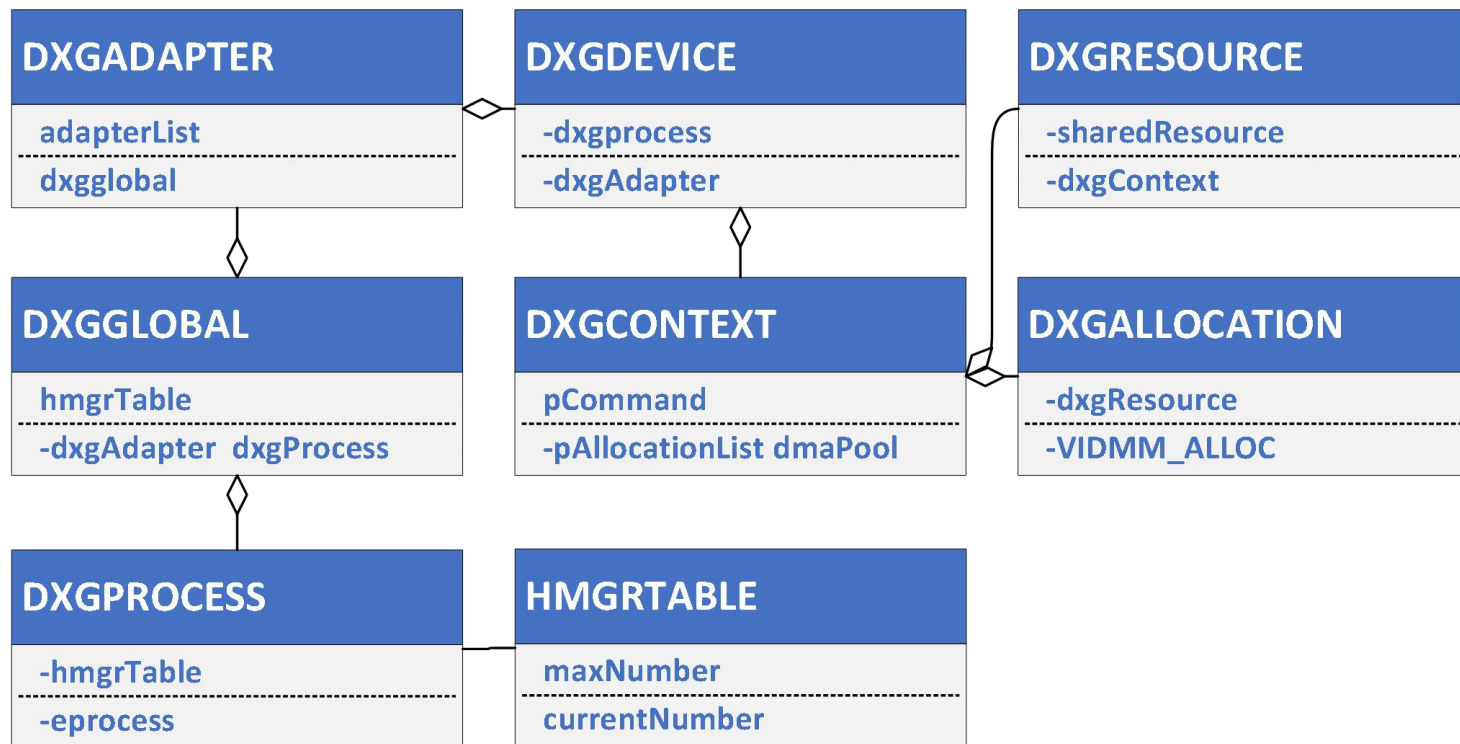 DXGADAPTER
adapterList
dxgglobal
DXGDEVICE
-dxgprocess
-dxgAdapter
DXGRESOURCE
-sharedResource
-dxgContext
DXGGLOBAL
hmgrTable
-dxgAdapter dxgProcess
DXGCONTEXT
pCommand
-pAllocationList dmaPool
DXGALLOCATION
-dxgResource
-VIDMM_ALLOC
DXGPROCESS
-hmgrTable
-eprocess
HMGRTABLE
maxNumber
currentNumber